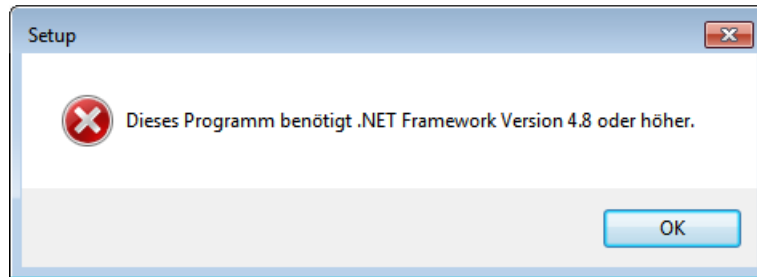 Setup
Dieses Programm benötigt .NET Framework Version 4.8 oder höher.
OK